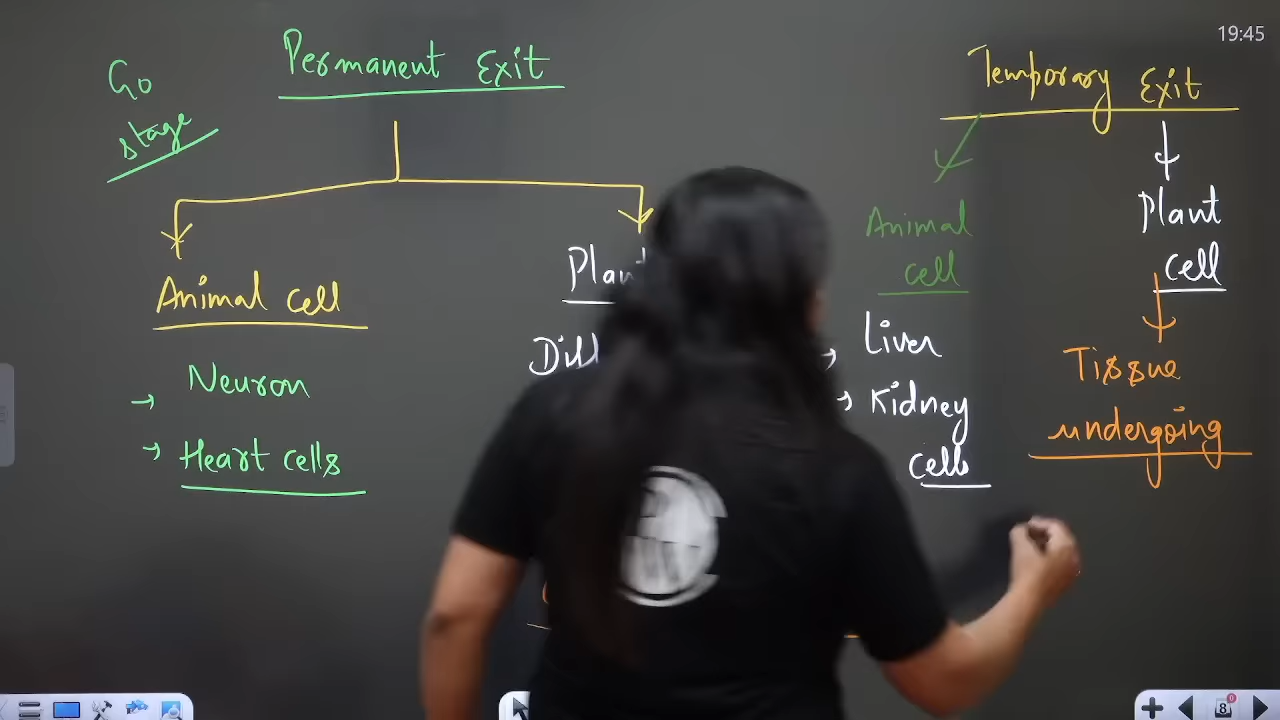 19:45
Go
stage
Permanent Exit
Temporary Exit
Animal cell
Neuron
Heart cells
Animal
cell
Liver
Kidney
cells
Plant
cell
Tissue
undergoing